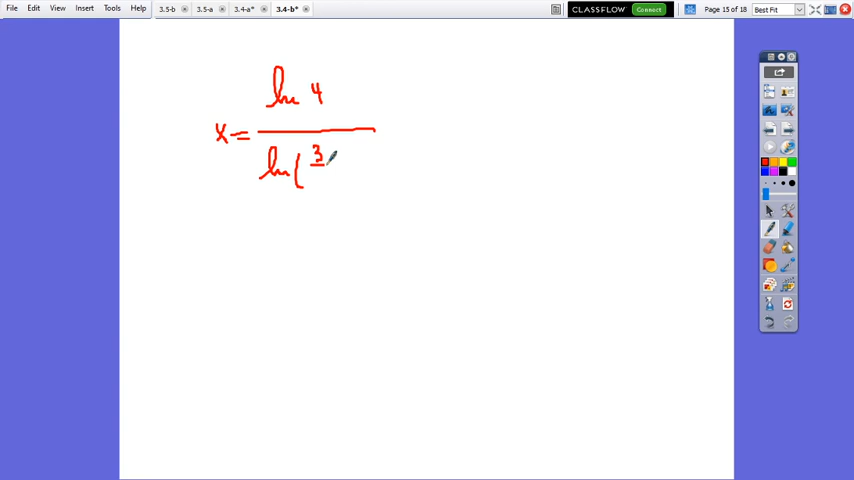 File Edit View Insert Tools Help 3.5-b 3.5-a 3.4-a* 3.4-b* CLASSFLOW Connect Page 15 of 18 Best Fit
ln 4
x =
ln( 3